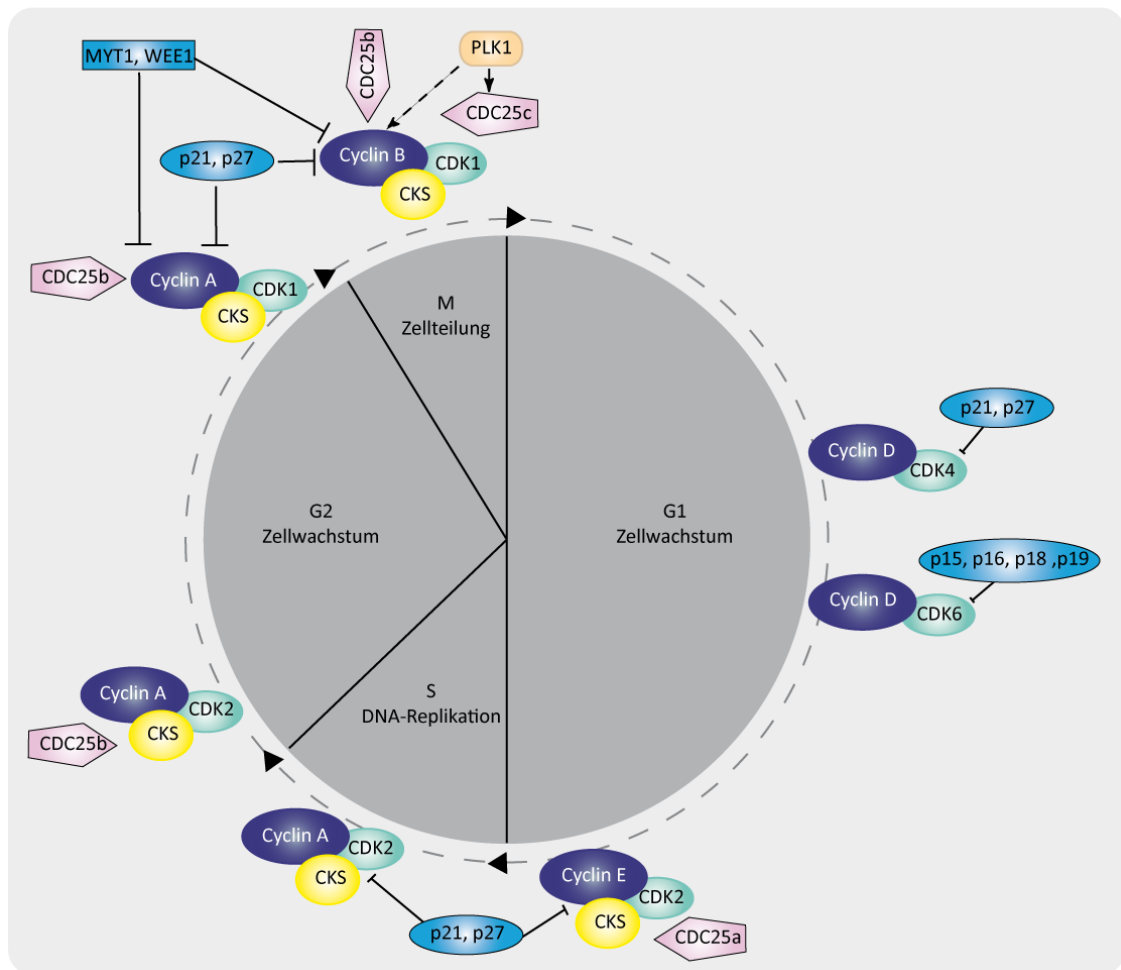 MYT1, WEE1
CDC25b
PLK1
CDC25c
p21, p27
Cyclin B
CDK1
CKS
CDC25b
Cyclin A
CDK1
CKS
M
Zellteilung
p21, p27
Cyclin D
CDK4
G2
Zellwachstum
G1
Zellwachstum
p15, p16, p18 ,p19
Cyclin D
CDK6
S
DNA-Replikation
Cyclin A
CDK2
CKS
CDC25b
Cyclin A
CDK2
CKS
Cyclin E
CDK2
CKS
p21, p27
CDC25a